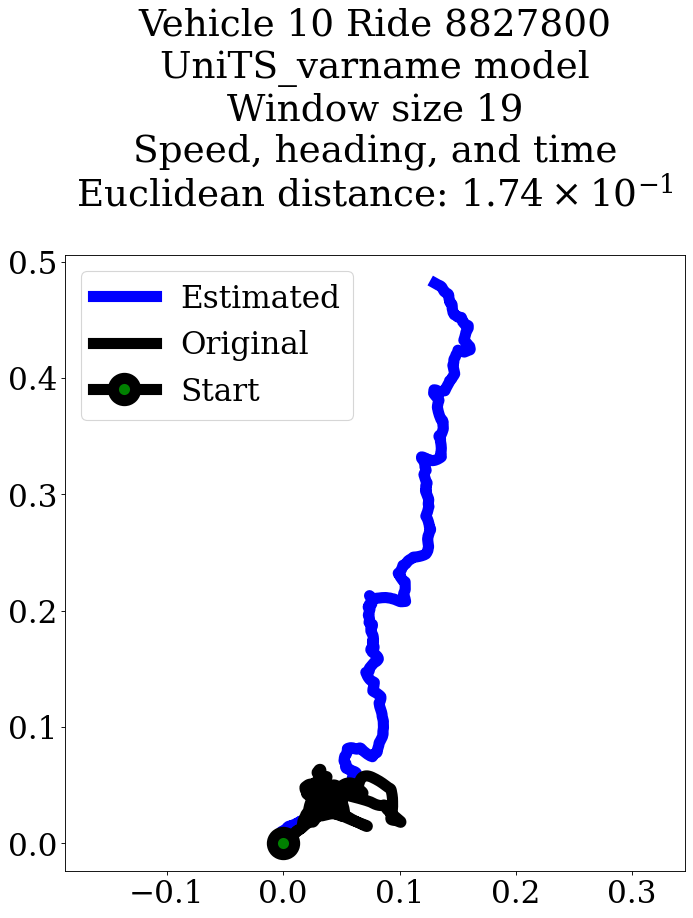 Vehicle 10 Ride 8827800
UniTS_varname model
Window size 19
Speed, heading, and time
Euclidean distance: 1.74 × 10⁻¹
Estimated
Original
Start
0.5
0.4
0.3
0.2
0.1
0.0
−0.1 0.0 0.1 0.2 0.3